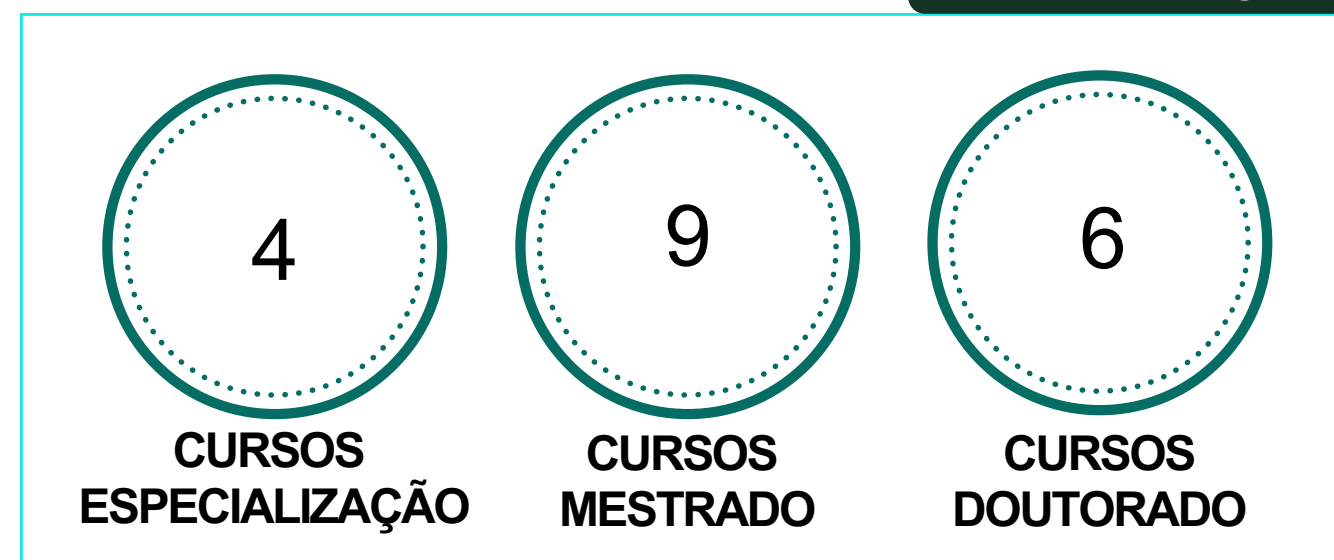 4
CURSOS
ESPECIALIZAÇÃO
9
CURSOS
MESTRADO
6
CURSOS
DOUTORADO